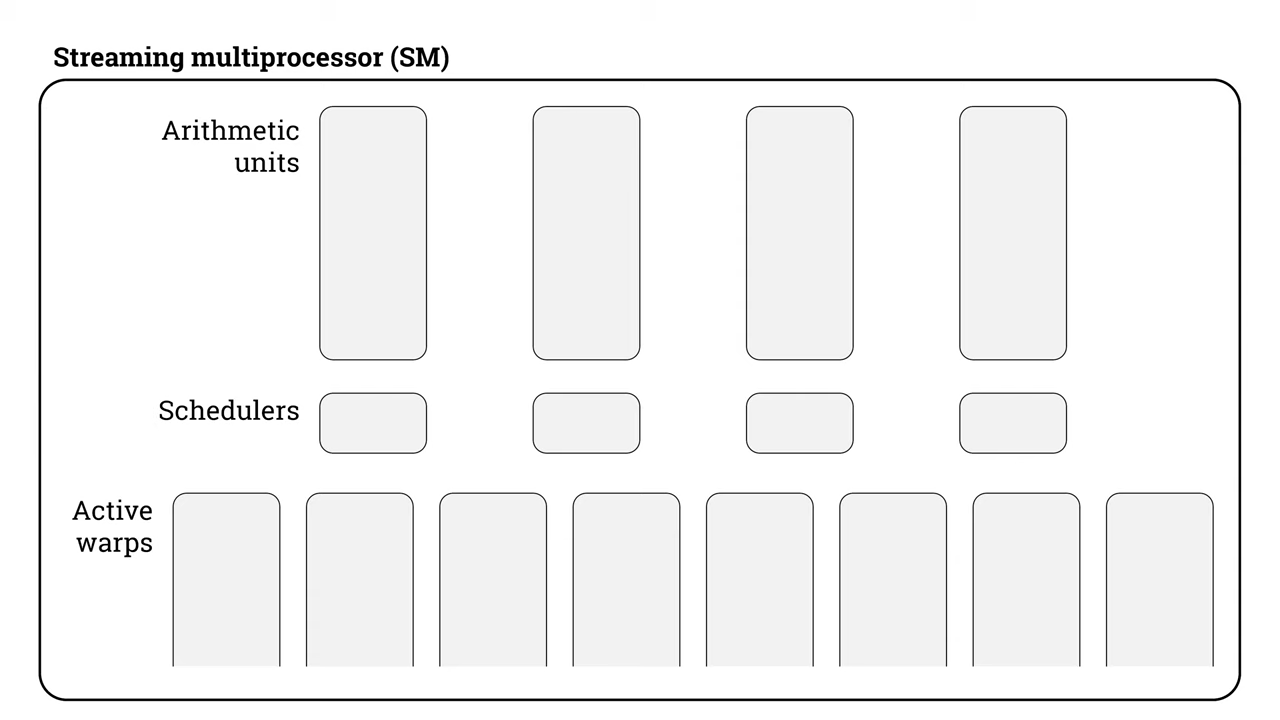 Streaming multiprocessor (SM)
Arithmetic
units
Schedulers
Active
warps